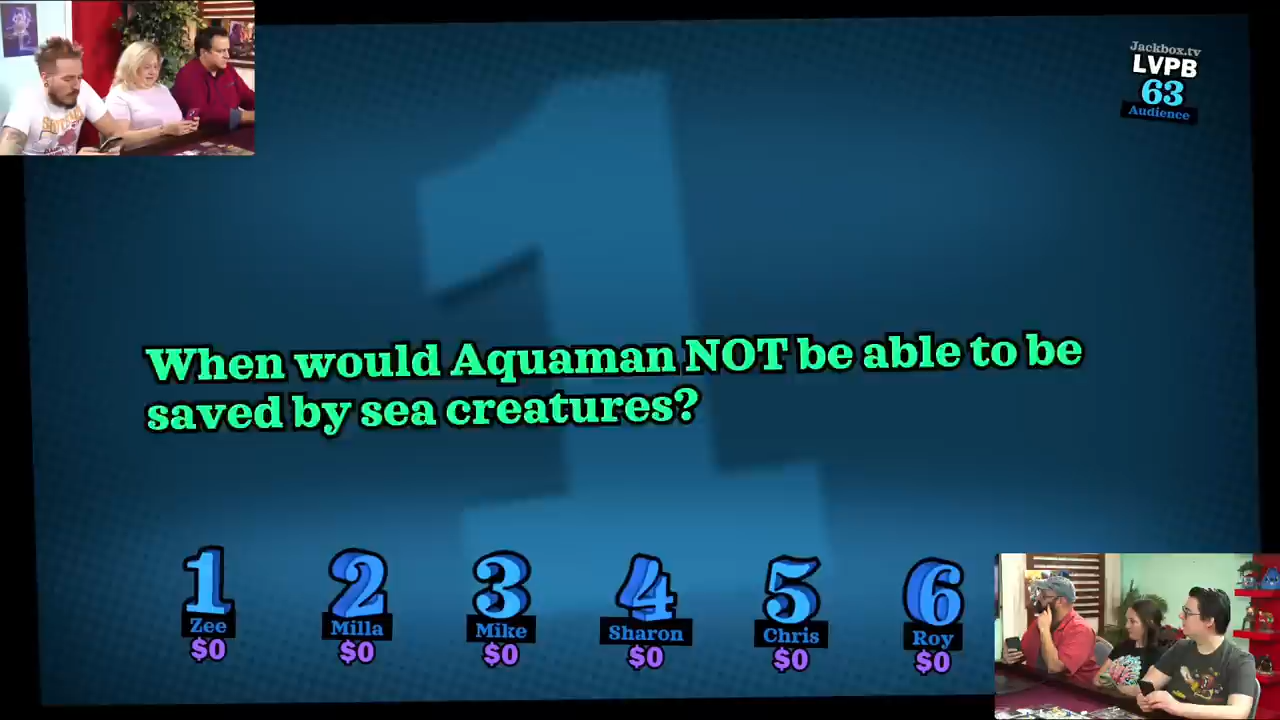 Jackbox.tv
LVPB
63
Audience
When would Aquaman NOT be able to be
saved by sea creatures?
1
1 2 3 4 5 6
Zee Milla Mike Sharon Chris Roy
$0 $0 $0 $0 $0 $0